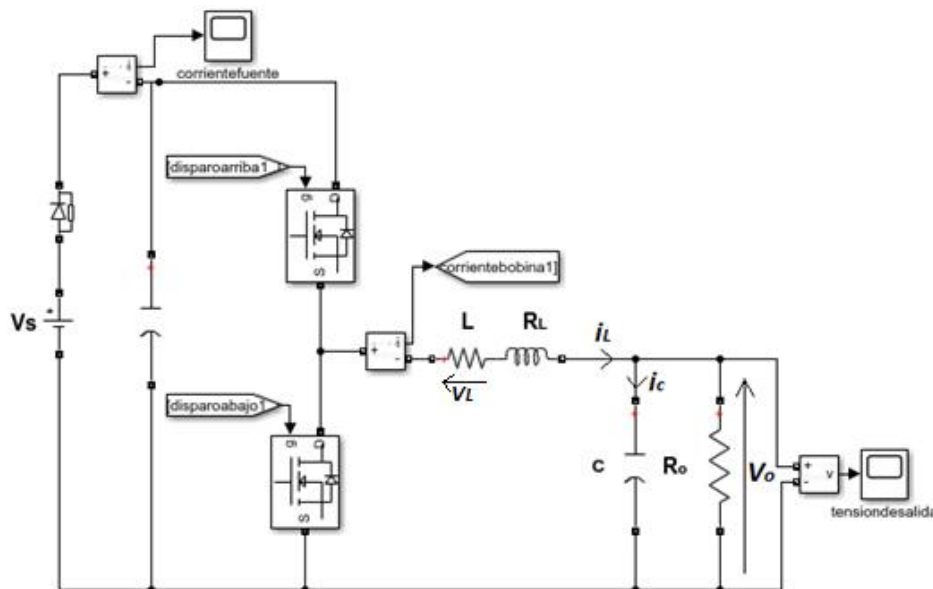 + -i
-
corrientefuente
[disparoarriba1
g D
S
corrientebobina1]
Vs
+
+ -i
-
L RL
iL
VL
ic
[disparoabajo1
g D
S
C Ro
Vo
+ v
-
tensiondesalida